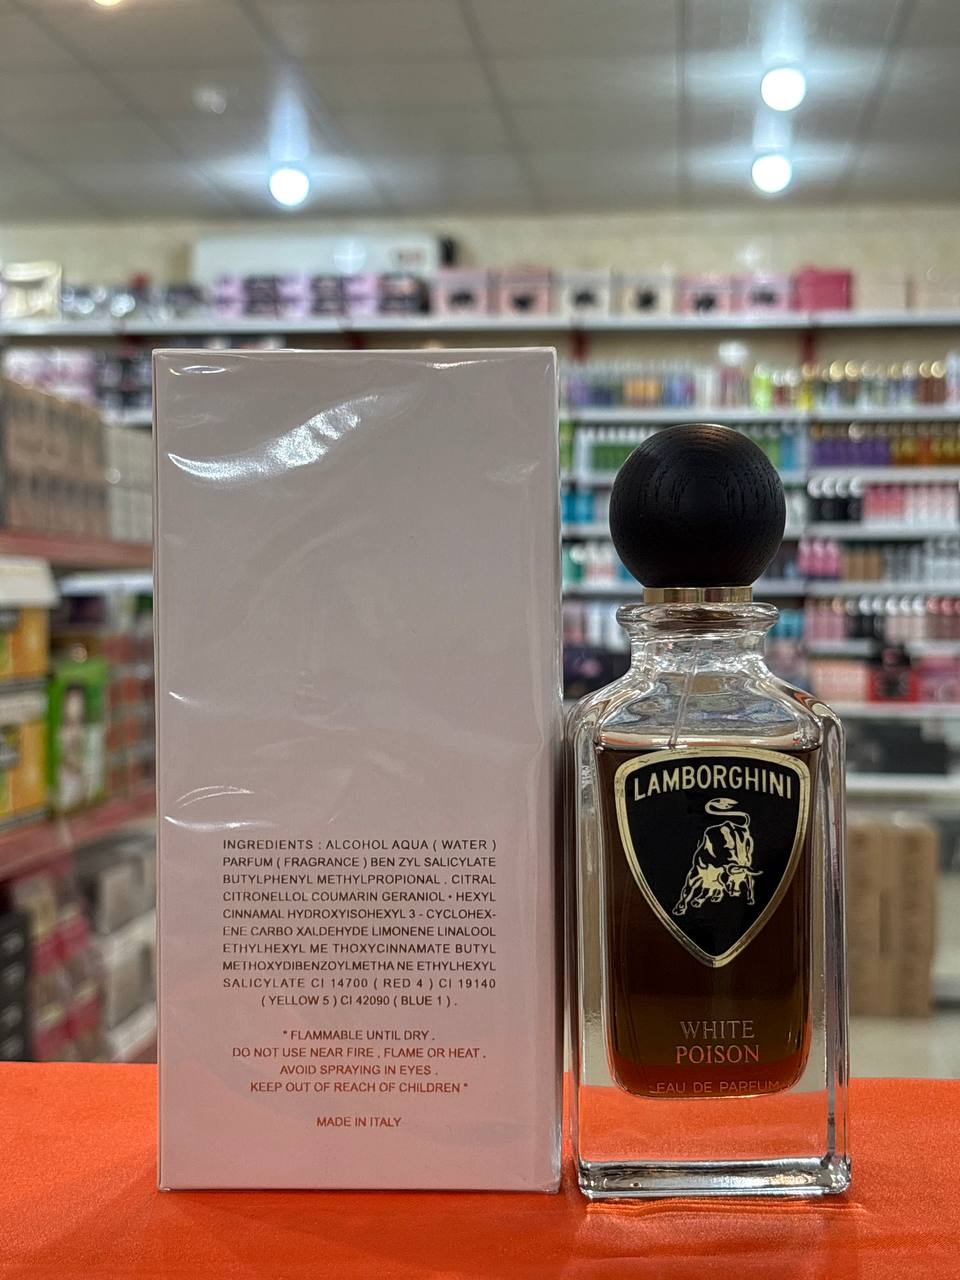 INGREDIENTS : ALCOHOL AQUA ( WATER )
PARFUM ( FRAGRANCE ) BEN ZYL SALICYLATE
BUTYLPHENYL METHYLPROPIONAL . CITRAL
CITRONELLOL COUMARIN GERANIOL • HEXYL
CINNAMAL HYDROXYISOHEXYL 3 - CYCLOHEX-
ENE CARBO XALDEHYDE LIMONENE LINALOOL
ETHYLHEXYL ME THOXYCINNAMATE BUTYL
METHOXYDIBENZOYLMETHA NE ETHYLHEXYL
SALICYLATE CI 14700 ( RED 4 ) CI 19140
( YELLOW 5 ) CI 42090 ( BLUE 1 ) .
* FLAMMABLE UNTIL DRY .
DO NOT USE NEAR FIRE , FLAME OR HEAT .
AVOID SPRAYING IN EYES .
KEEP OUT OF REACH OF CHILDREN *
MADE IN ITALY
LAMBORGHINI
WHITE
POISON
EAU DE PARFUM